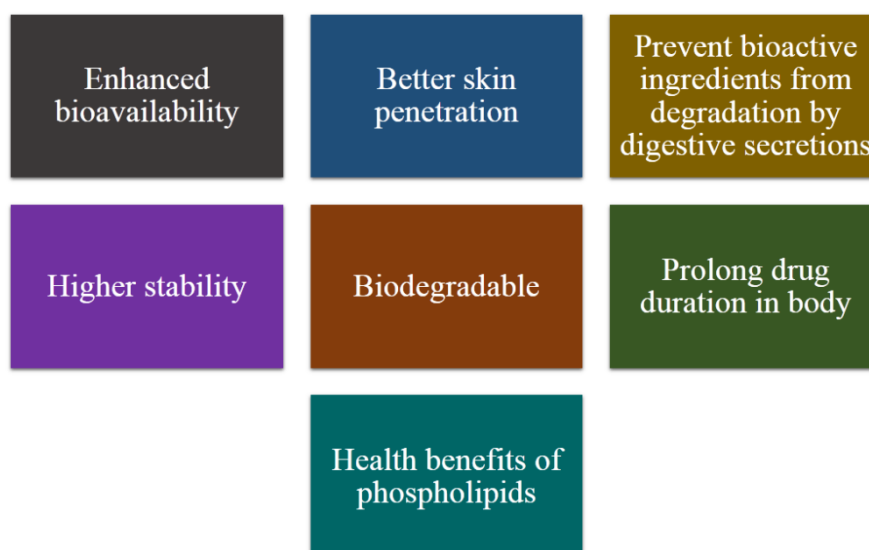 Enhanced
bioavailability
Better skin
penetration
Prevent bioactive
ingredients from
degradation by
digestive secretions
Higher stability
Biodegradable
Prolong drug
duration in body
Health benefits of
phospholipids